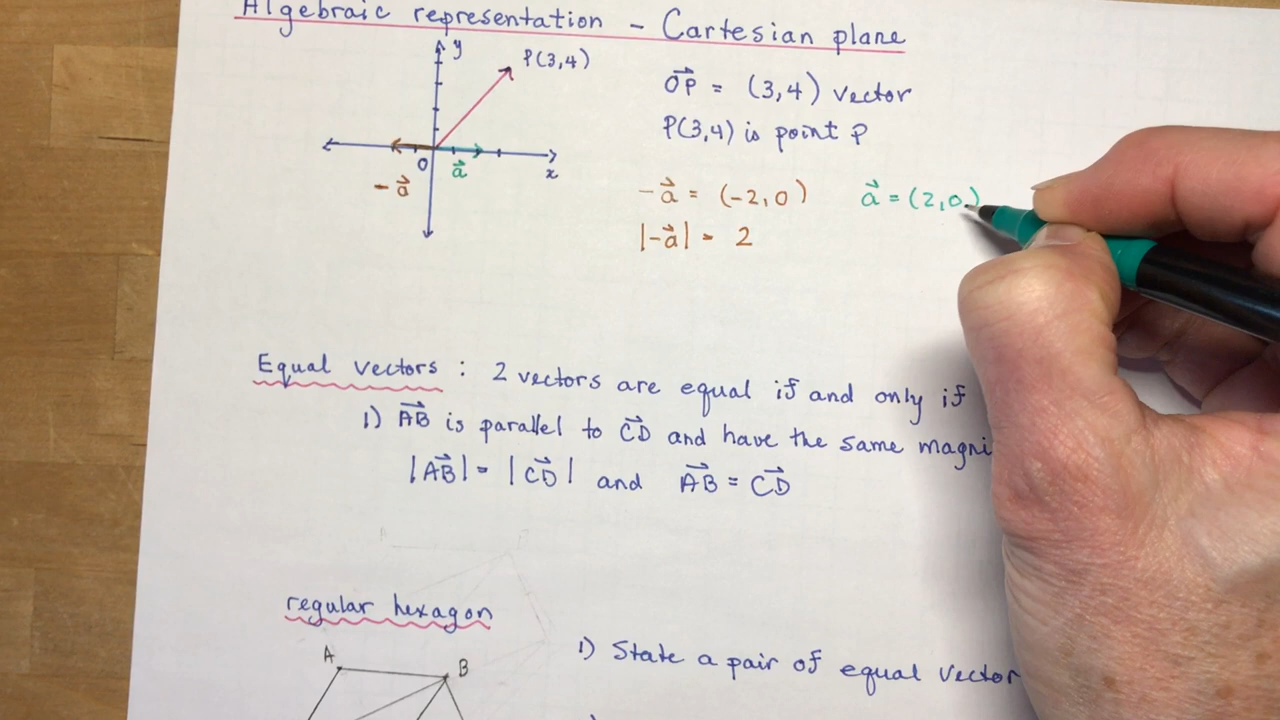 Algebraic representation - Cartesian plane
y
P(3,4)
O
a⃗
x
-a⃗
OP⃗ = (3,4) vector
P(3,4) is point P
-a⃗ = (-2,0)
a⃗ = (2,0)
|-a⃗| = 2
Equal vectors : 2 vectors are equal if and only if
1) AB⃗ is parallel to CD⃗ and have the same magni
|AB⃗| = |CD⃗| and AB⃗ = CD⃗
regular hexagon
A
B
1) State a pair of equal vector